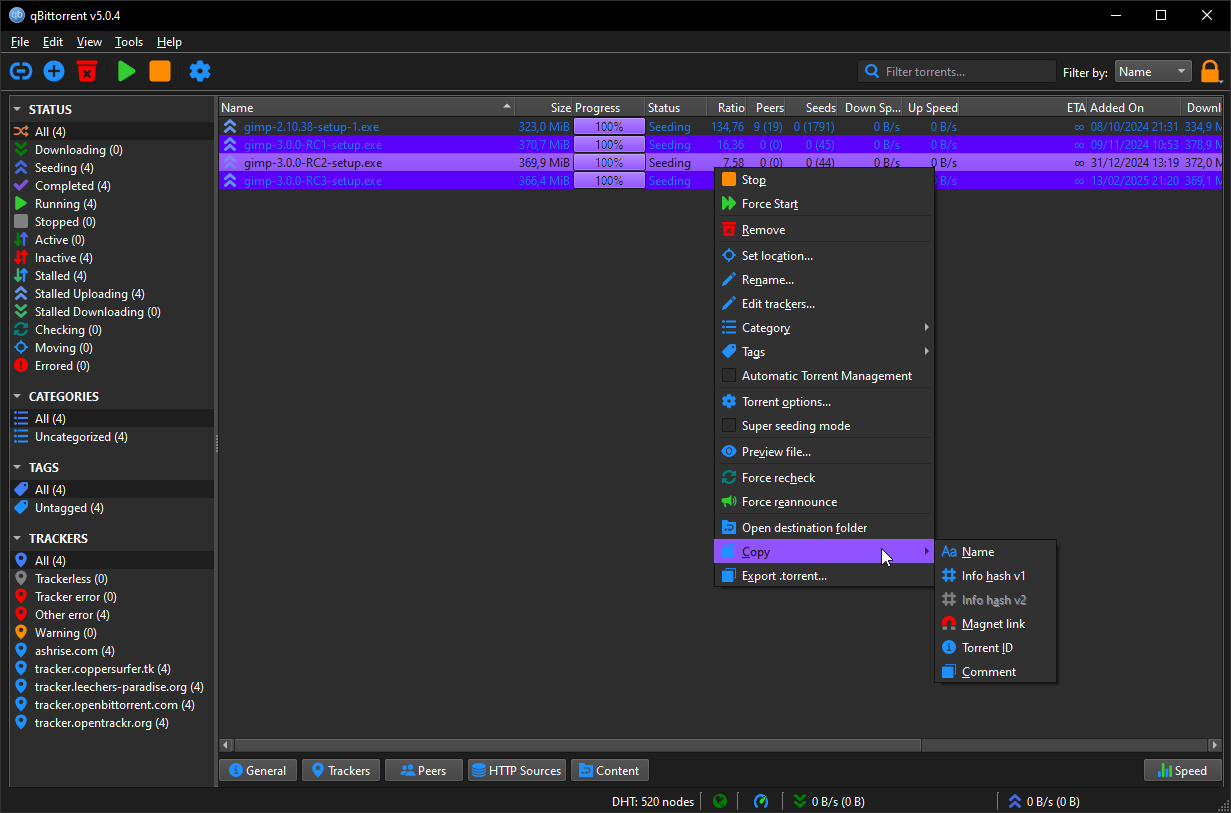 qBittorrent v5.0.4
File Edit View Tools Help
Filter torrents... Filter by: Name
STATUS
All (4)
Downloading (0)
Seeding (4)
Completed (4)
Running (4)
Stopped (0)
Active (0)
Inactive (4)
Stalled (4)
Stalled Uploading (4)
Stalled Downloading (0)
Checking (0)
Moving (0)
Errored (0)
CATEGORIES
All (4)
Uncategorized (4)
TAGS
All (4)
Untagged (4)
TRACKERS
All (4)
Trackerless (0)
Tracker error (0)
Other error (4)
Warning (0)
ashrise.com (4)
tracker.coppersurfer.tk (4)
tracker.leechers-paradise.org (4)
tracker.openbittorrent.com (4)
tracker.opentrackr.org (4)
Name Size Progress Status Ratio Peers Seeds Down Sp... Up Speed ETA Added On Downl
gimp-2.10.38-setup-1.exe 323,0 MiB 100% Seeding 134,76 9 (19) 0 (1791) 0 B/s 0 B/s ∞ 08/10/2024 21:31 334,9 M
gimp-3.0.0-RC1-setup.exe 370,7 MiB 100% Seeding 16,36 0 (0) 0 (45) 0 B/s 0 B/s ∞ 09/11/2024 10:53 378,9 M
gimp-3.0.0-RC2-setup.exe 369,9 MiB 100% Seeding 7,58 0 (0) 0 (44) 0 B/s 0 B/s ∞ 31/12/2024 13:19 372,0 M
gimp-3.0.0-RC3-setup.exe 366,4 MiB 100% Seeding B/s ∞ 13/02/2025 21:20 369,1 M
Stop
Force Start
Remove
Set location...
Rename...
Edit trackers...
Category
Tags
Automatic Torrent Management
Torrent options...
Super seeding mode
Preview file...
Force recheck
Force reannounce
Open destination folder
Copy
Export .torrent...
Name
Info hash v1
Info hash v2
Magnet link
Torrent ID
Comment
General Trackers Peers HTTP Sources Content Speed
DHT: 520 nodes 0 B/s (0 B) 0 B/s (0 B)